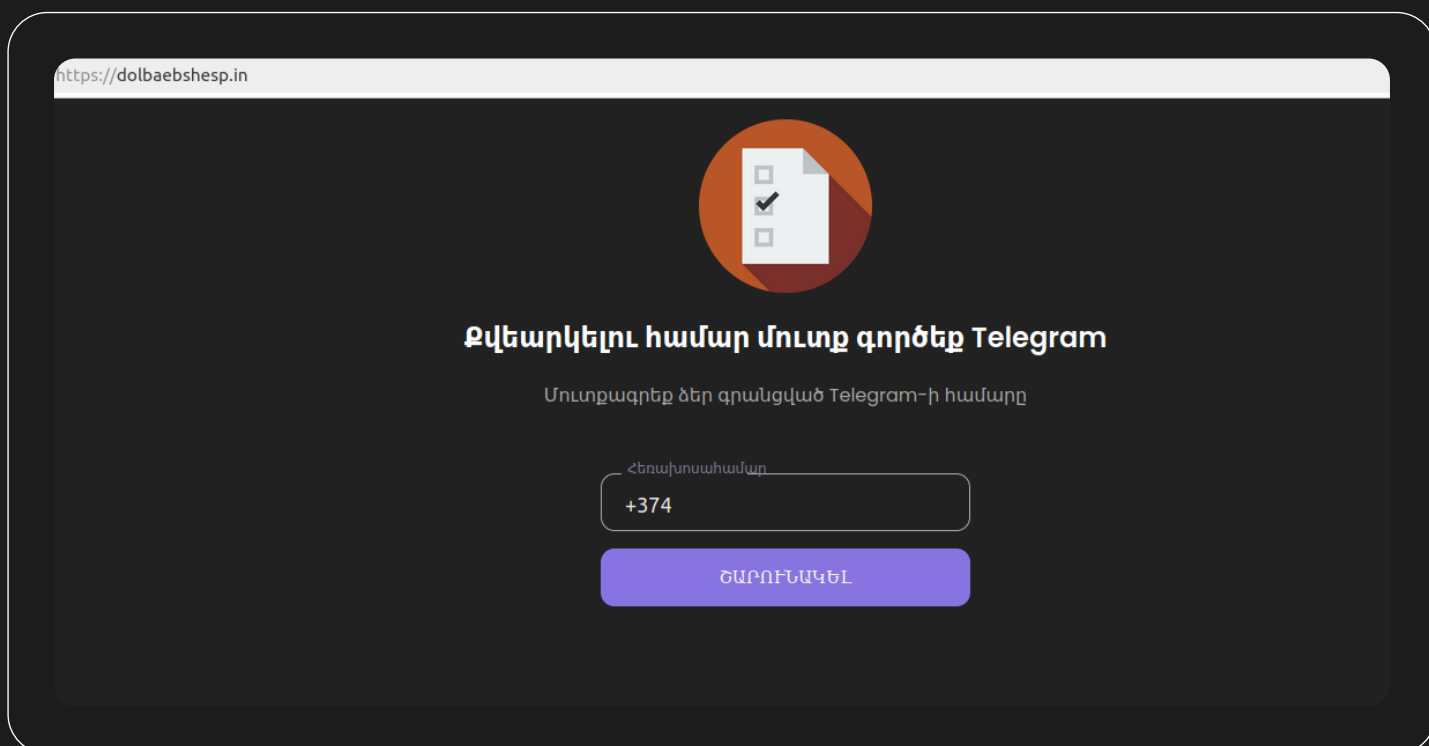 https://dolbaebshesp.in
Քվեարկելու համար մուտք գործեք Telegram
Մուտքագրեք ձեր գրանցված Telegram-ի համարը
Հեռախոսահամար
+374
ՇԱՐՈՒՆԱԿԵԼ